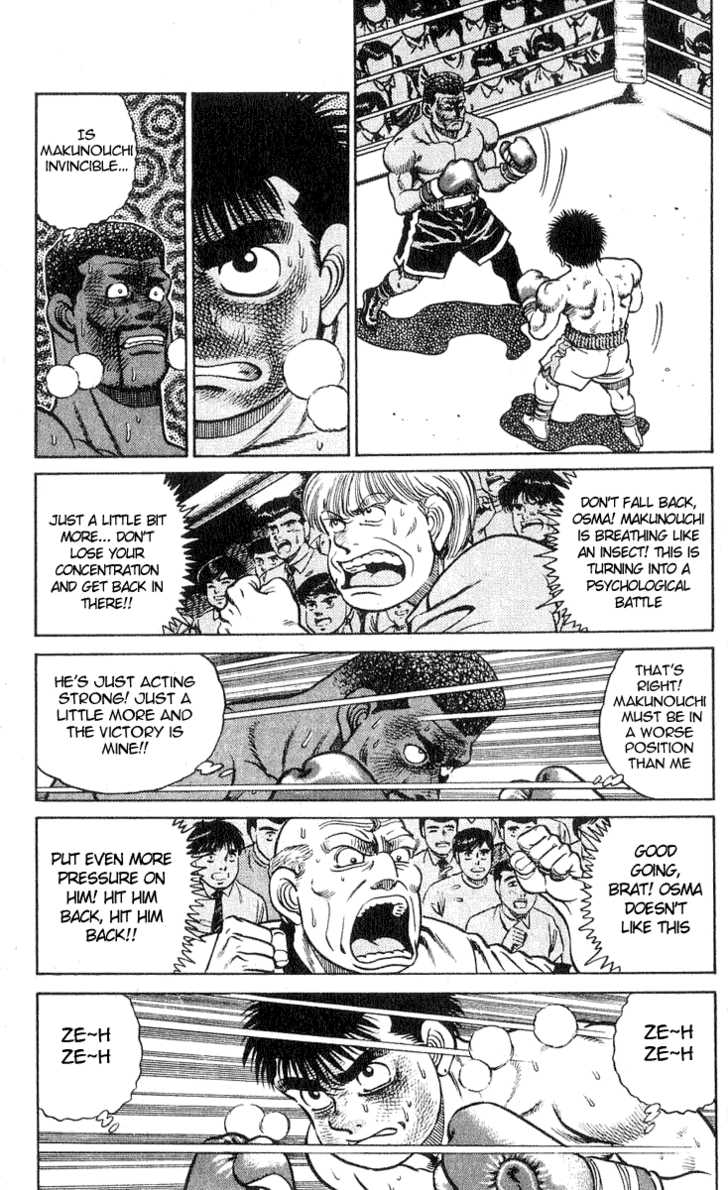 IS
MAKUNOUCHI
INVINCIBLE...
DON'T FALL BACK,
OSMA! MAKUNOUCHI
IS BREATHING LIKE
AN INSECT! THIS IS
TURNING INTO A
PSYCHOLOGICAL
BATTLE
JUST A LITTLE BIT
MORE... DON'T
LOSE YOUR
CONCENTRATION
AND GET BACK IN
THERE!!
THAT'S
RIGHT!
MAKUNOUCHI
MUST BE IN
A WORSE
POSITION
THAN ME
HE'S JUST ACTING
STRONG! JUST A
LITTLE MORE AND
THE VICTORY IS
MINE!!
GOOD
GOING,
BRAT! OSMA
DOESN'T
LIKE THIS
PUT EVEN MORE
PRESSURE ON
HIM! HIT HIM
BACK, HIT HIM
BACK!!
ZE~H
ZE~H
ZE~H
ZE~H